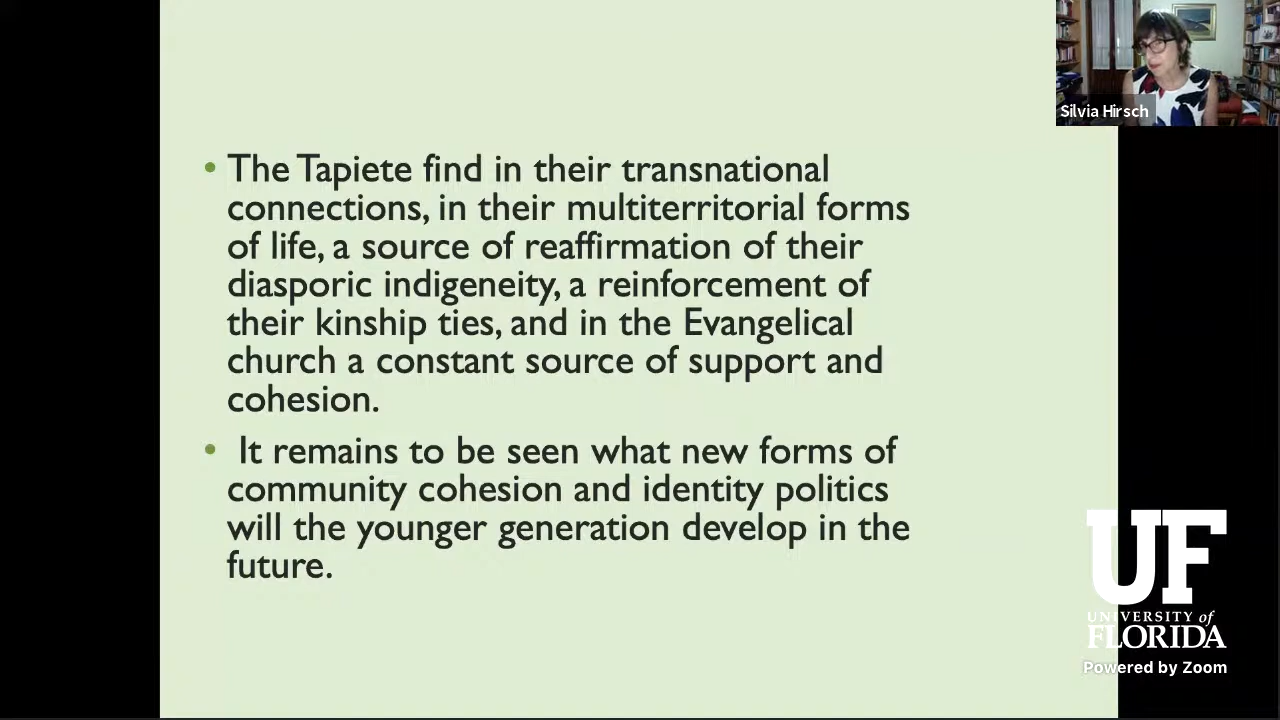 Silvia Hirsch
• The Tapiete find in their transnational
connections, in their multiterritorial forms
of life, a source of reaffirmation of their
diasporic indigeneity, a reinforcement of
their kinship ties, and in the Evangelical
church a constant source of support and
cohesion.
• It remains to be seen what new forms of
community cohesion and identity politics
will the younger generation develop in the
future.
UF
UNIVERSITY of
FLORIDA
Powered by Zoom